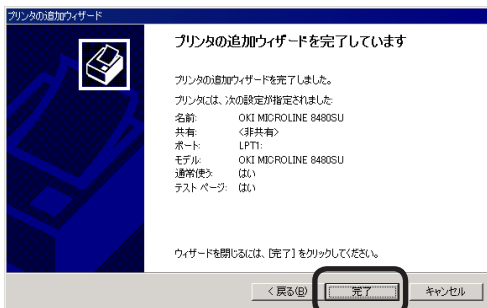 プリンタの追加ウィザード
プリンタの追加ウィザードを完了しています
プリンタの追加ウィザードを完了しました。
プリンタには、次の設定が指定されました:
名前: OKI MICROLINE 8480SU
共有: <非共有>
ポート: LPT1:
モデル: OKI MICROLINE 8480SU
通常使う: はい
テスト ページ: はい
ウィザードを閉じるには、[完了] をクリックしてください。
< 戻る(B) 完了 キャンセル